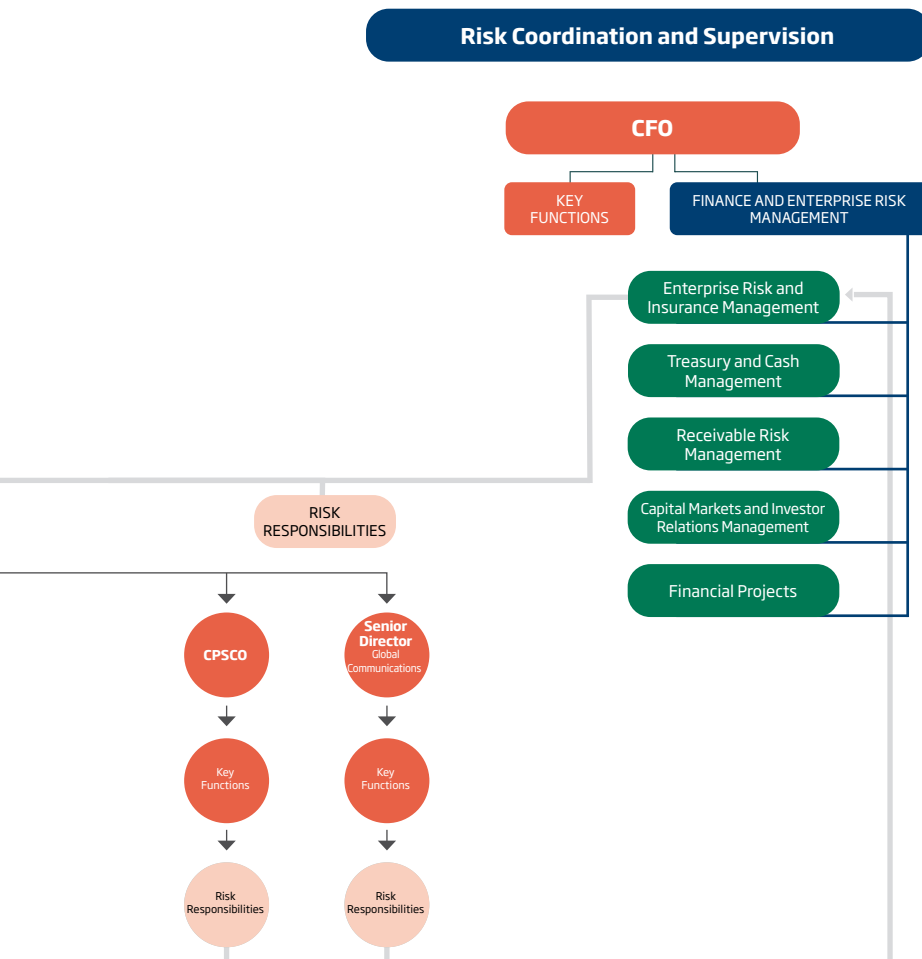 Risk Coordination and Supervision
CFO
KEY
FUNCTIONS
FINANCE AND ENTERPRISE RISK
MANAGEMENT
Enterprise Risk and
Insurance Management
Treasury and Cash
Management
Receivable Risk
Management
Capital Markets and Investor
Relations Management
Financial Projects
RISK
RESPONSIBILITIES
CPSCO
Senior
Director
Global
Communications
Key
Functions
Key
Functions
Risk
Responsibilities
Risk
Responsibilities